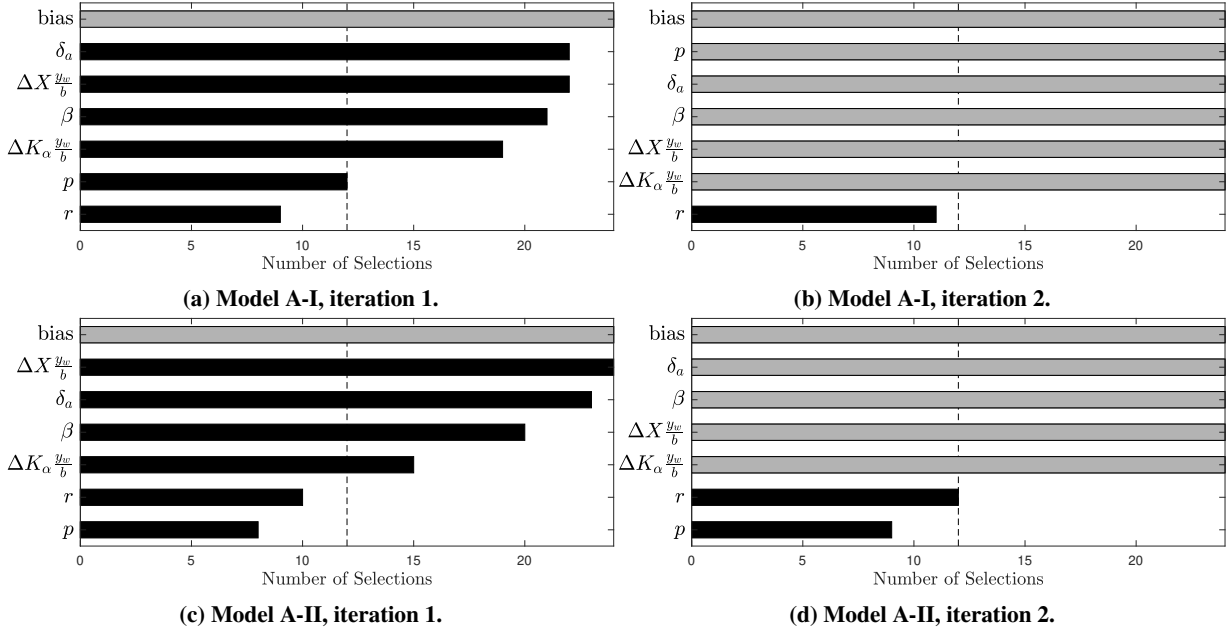 bias
δ_a
ΔX y_w/b
β
ΔK_α y_w/b
p
r
0 5 10 15 20
Number of Selections
(a) Model A-I, iteration 1.
bias
p
δ_a
β
ΔX y_w/b
ΔK_α y_w/b
r
0 5 10 15 20
Number of Selections
(b) Model A-I, iteration 2.
bias
ΔX y_w/b
δ_a
β
ΔK_α y_w/b
r
p
0 5 10 15 20
Number of Selections
(c) Model A-II, iteration 1.
bias
δ_a
β
ΔX y_w/b
ΔK_α y_w/b
r
p
0 5 10 15 20
Number of Selections
(d) Model A-II, iteration 2.